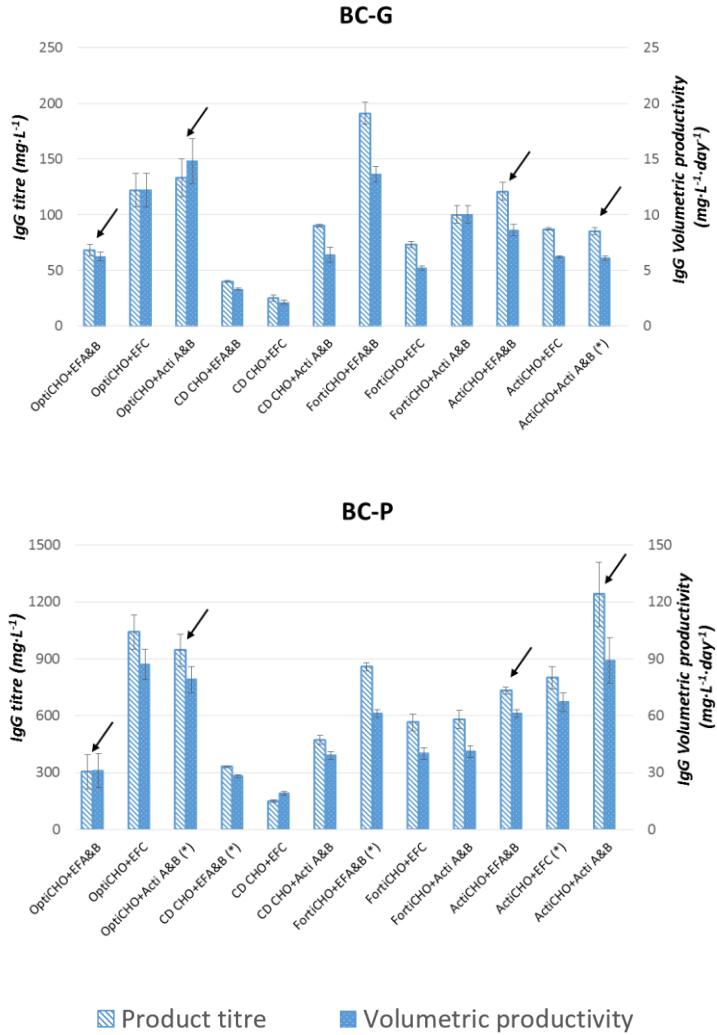 BC-G
250
200
150
100
50
0
IgG titre (mg·L⁻¹)
25
20
15
10
5
0
IgG Volumetric productivity
(mg·L⁻¹·day⁻¹)
OptiCHO+EFA&B
OptiCHO+EFC
OptiCHO+Acti A&B
CD CHO+EFA&B
CD CHO+EFC
CD CHO+Acti A&B
FortiCHO+EFA&B
FortiCHO+EFC
FortiCHO+Acti A&B
ActiCHO+EFA&B
ActiCHO+EFC
ActiCHO+Acti A&B (*)
BC-P
1500
1200
900
600
300
0
IgG titre (mg·L⁻¹)
150
120
90
60
30
0
IgG Volumetric productivity
(mg·L⁻¹·day⁻¹)
OptiCHO+EFA&B
OptiCHO+EFC
OptiCHO+Acti A&B (*)
CD CHO+EFA&B (*)
CD CHO+EFC
CD CHO+Acti A&B
FortiCHO+EFA&B (*)
FortiCHO+EFC
FortiCHO+Acti A&B
ActiCHO+EFA&B
ActiCHO+EFC (*)
ActiCHO+Acti A&B
Product titre
Volumetric productivity